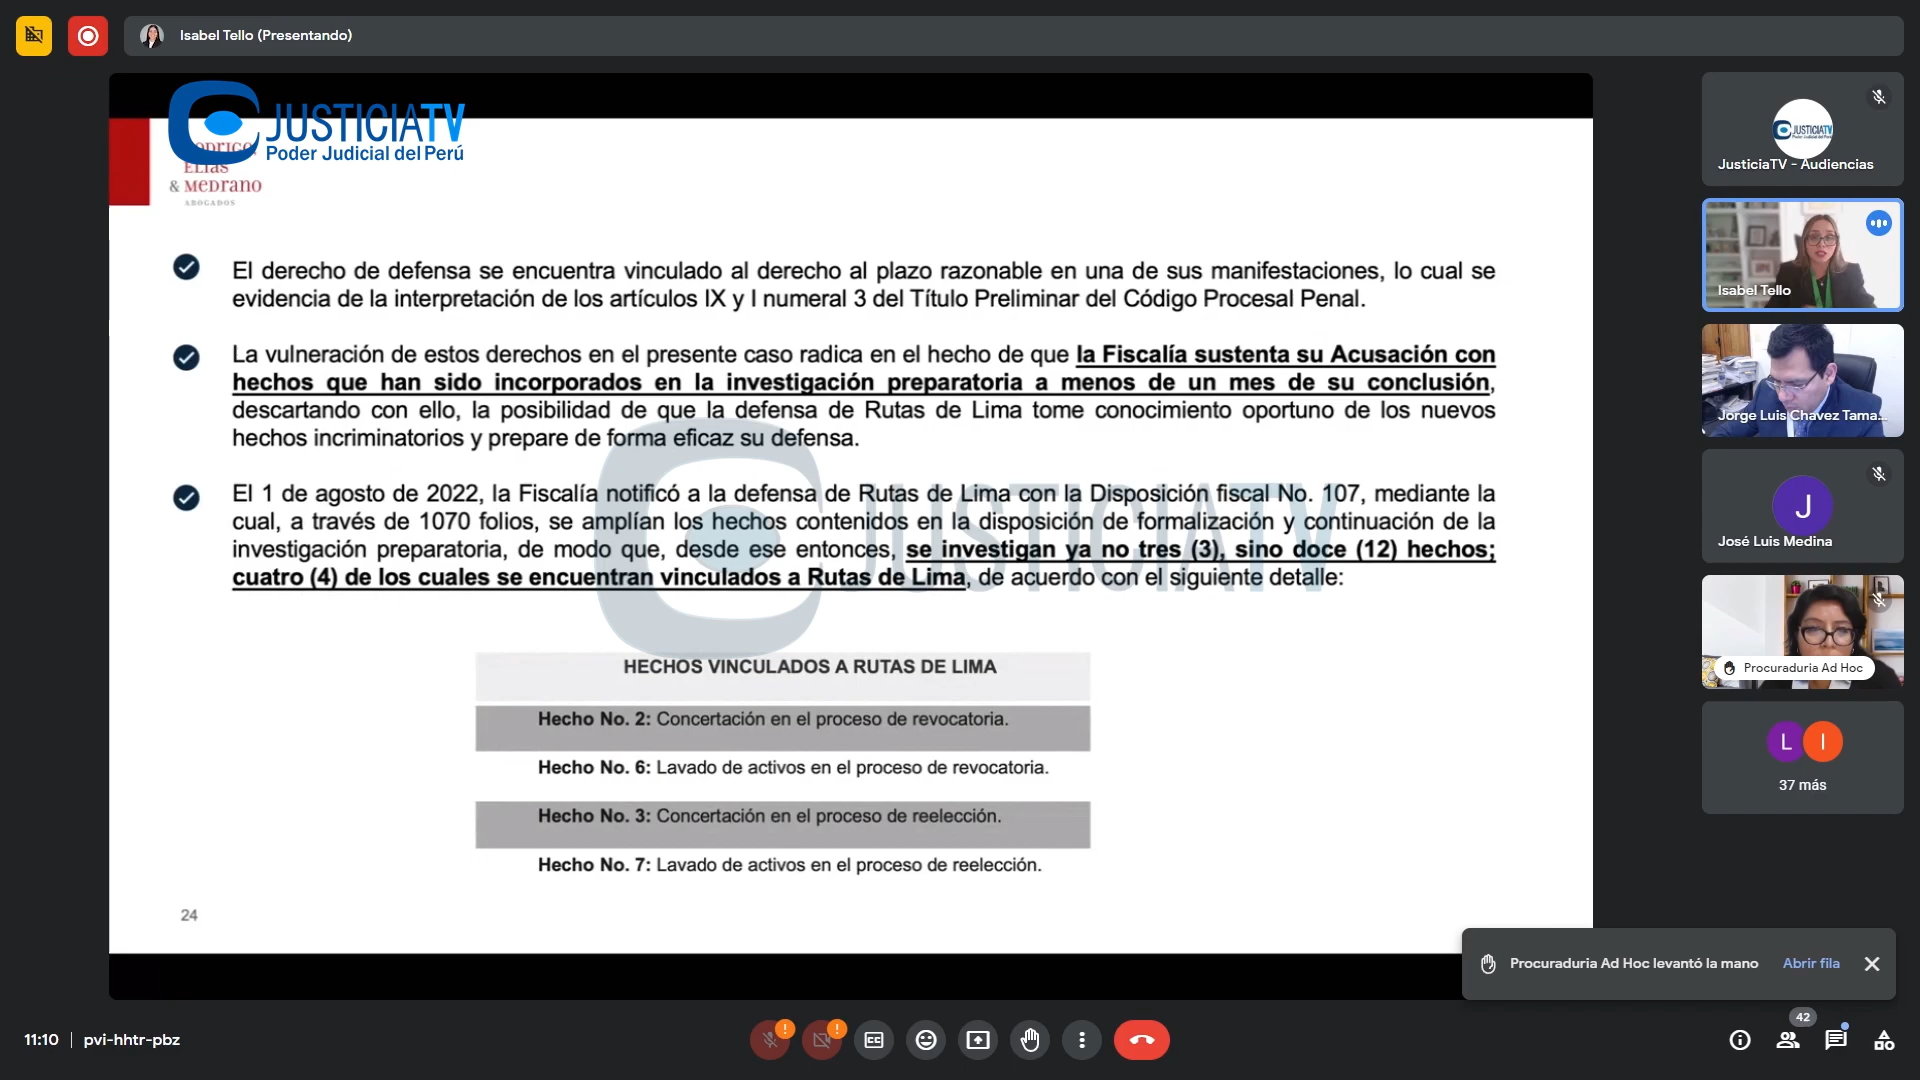 Isabel Tello (Presentando)
JUSTICIATV
Poder Judicial del Perú
ELIAS
& MEDRANO
ABOGADOS
El derecho de defensa se encuentra vinculado al derecho al plazo razonable en una de sus manifestaciones, lo cual se
evidencia de la interpretación de los artículos IX y I numeral 3 del Título Preliminar del Código Procesal Penal.
La vulneración de estos derechos en el presente caso radica en el hecho de que la Fiscalía sustenta su Acusación con
hechos que han sido incorporados en la investigación preparatoria a menos de un mes de su conclusión,
descartando con ello, la posibilidad de que la defensa de Rutas de Lima tome conocimiento oportuno de los nuevos
hechos incriminatorios y prepare de forma eficaz su defensa.
El 1 de agosto de 2022, la Fiscalía notificó a la defensa de Rutas de Lima con la Disposición fiscal No. 107, mediante la
cual, a través de 1070 folios, se amplían los hechos contenidos en la disposición de formalización y continuación de la
investigación preparatoria, de modo que, desde ese entonces, se investigan ya no tres (3), sino doce (12) hechos;
cuatro (4) de los cuales se encuentran vinculados a Rutas de Lima, de acuerdo con el siguiente detalle:
JUSTICIATV
HECHOS VINCULADOS A RUTAS DE LIMA
Hecho No. 2: Concertación en el proceso de revocatoria.
Hecho No. 6: Lavado de activos en el proceso de revocatoria.
Hecho No. 3: Concertación en el proceso de reelección.
Hecho No. 7: Lavado de activos en el proceso de reelección.
24
JUSTICIATV
JusticiaTV - Audiencias
Isabel Tello
Jorge Luis Chavez Tama...
J
José Luis Medina
Procuraduria Ad Hoc
L I
37 más
Procuraduria Ad Hoc levantó la mano Abrir fila
11:10 | pvi-hhtr-pbz
42